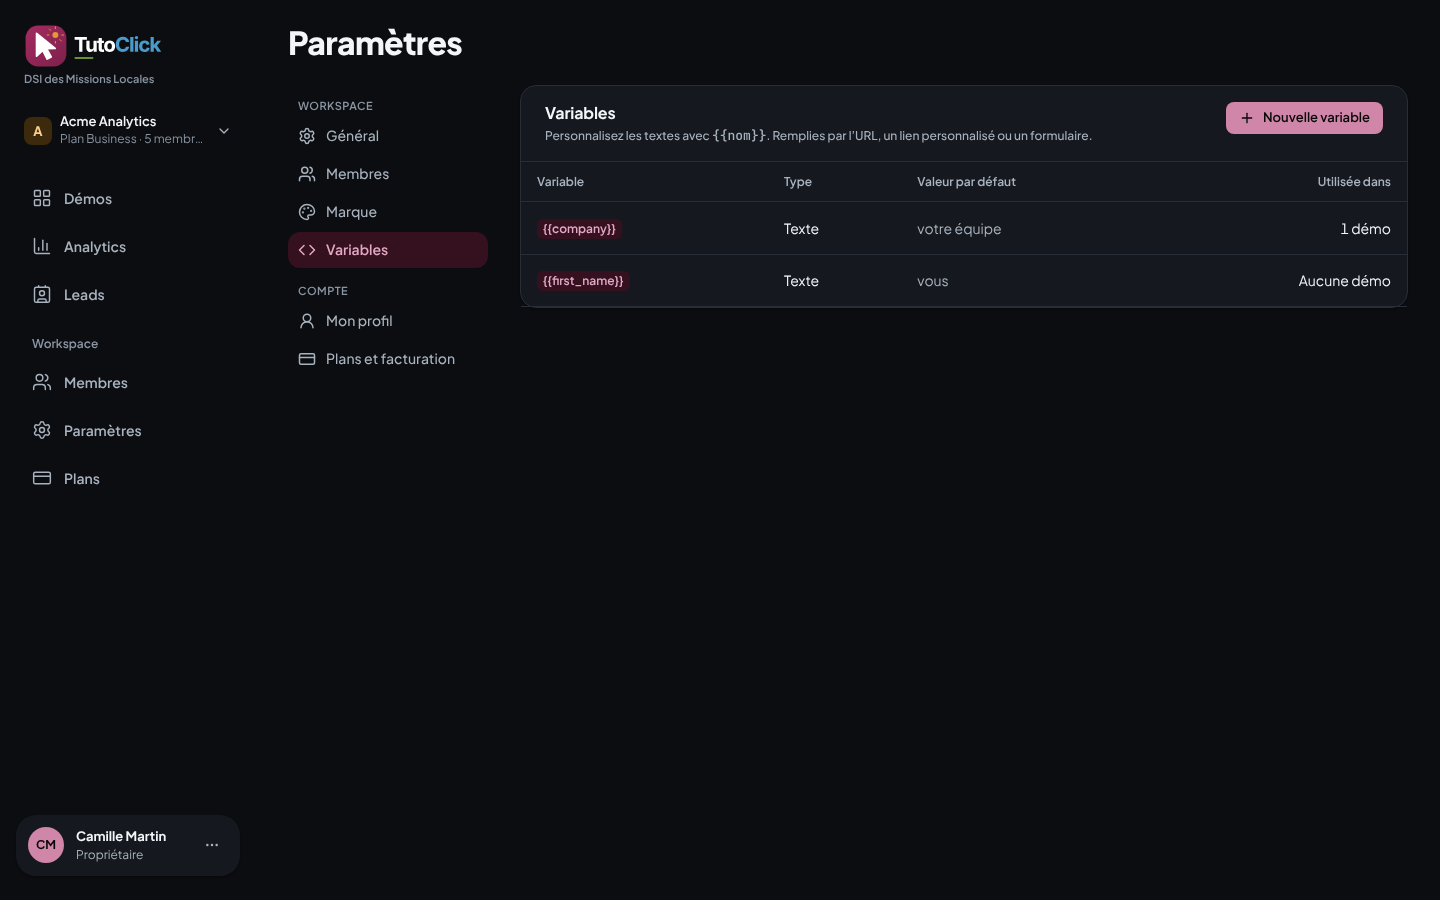 TutoClick
DSI des Missions Locales
A
Acme Analytics
Plan Business · 5 membr...
Démos
Analytics
Leads
Workspace
Membres
Paramètres
Plans
CM
Camille Martin
Propriétaire
Paramètres
WORKSPACE
Général
Membres
Marque
Variables
COMPTE
Mon profil
Plans et facturation
Variables
Personnalisez les textes avec {{nom}}. Remplies par l'URL, un lien personnalisé ou un formulaire.
Nouvelle variable
Variable Type Valeur par défaut Utilisée dans
{{company}} Texte votre équipe 1 démo
{{first_name}} Texte vous Aucune démo